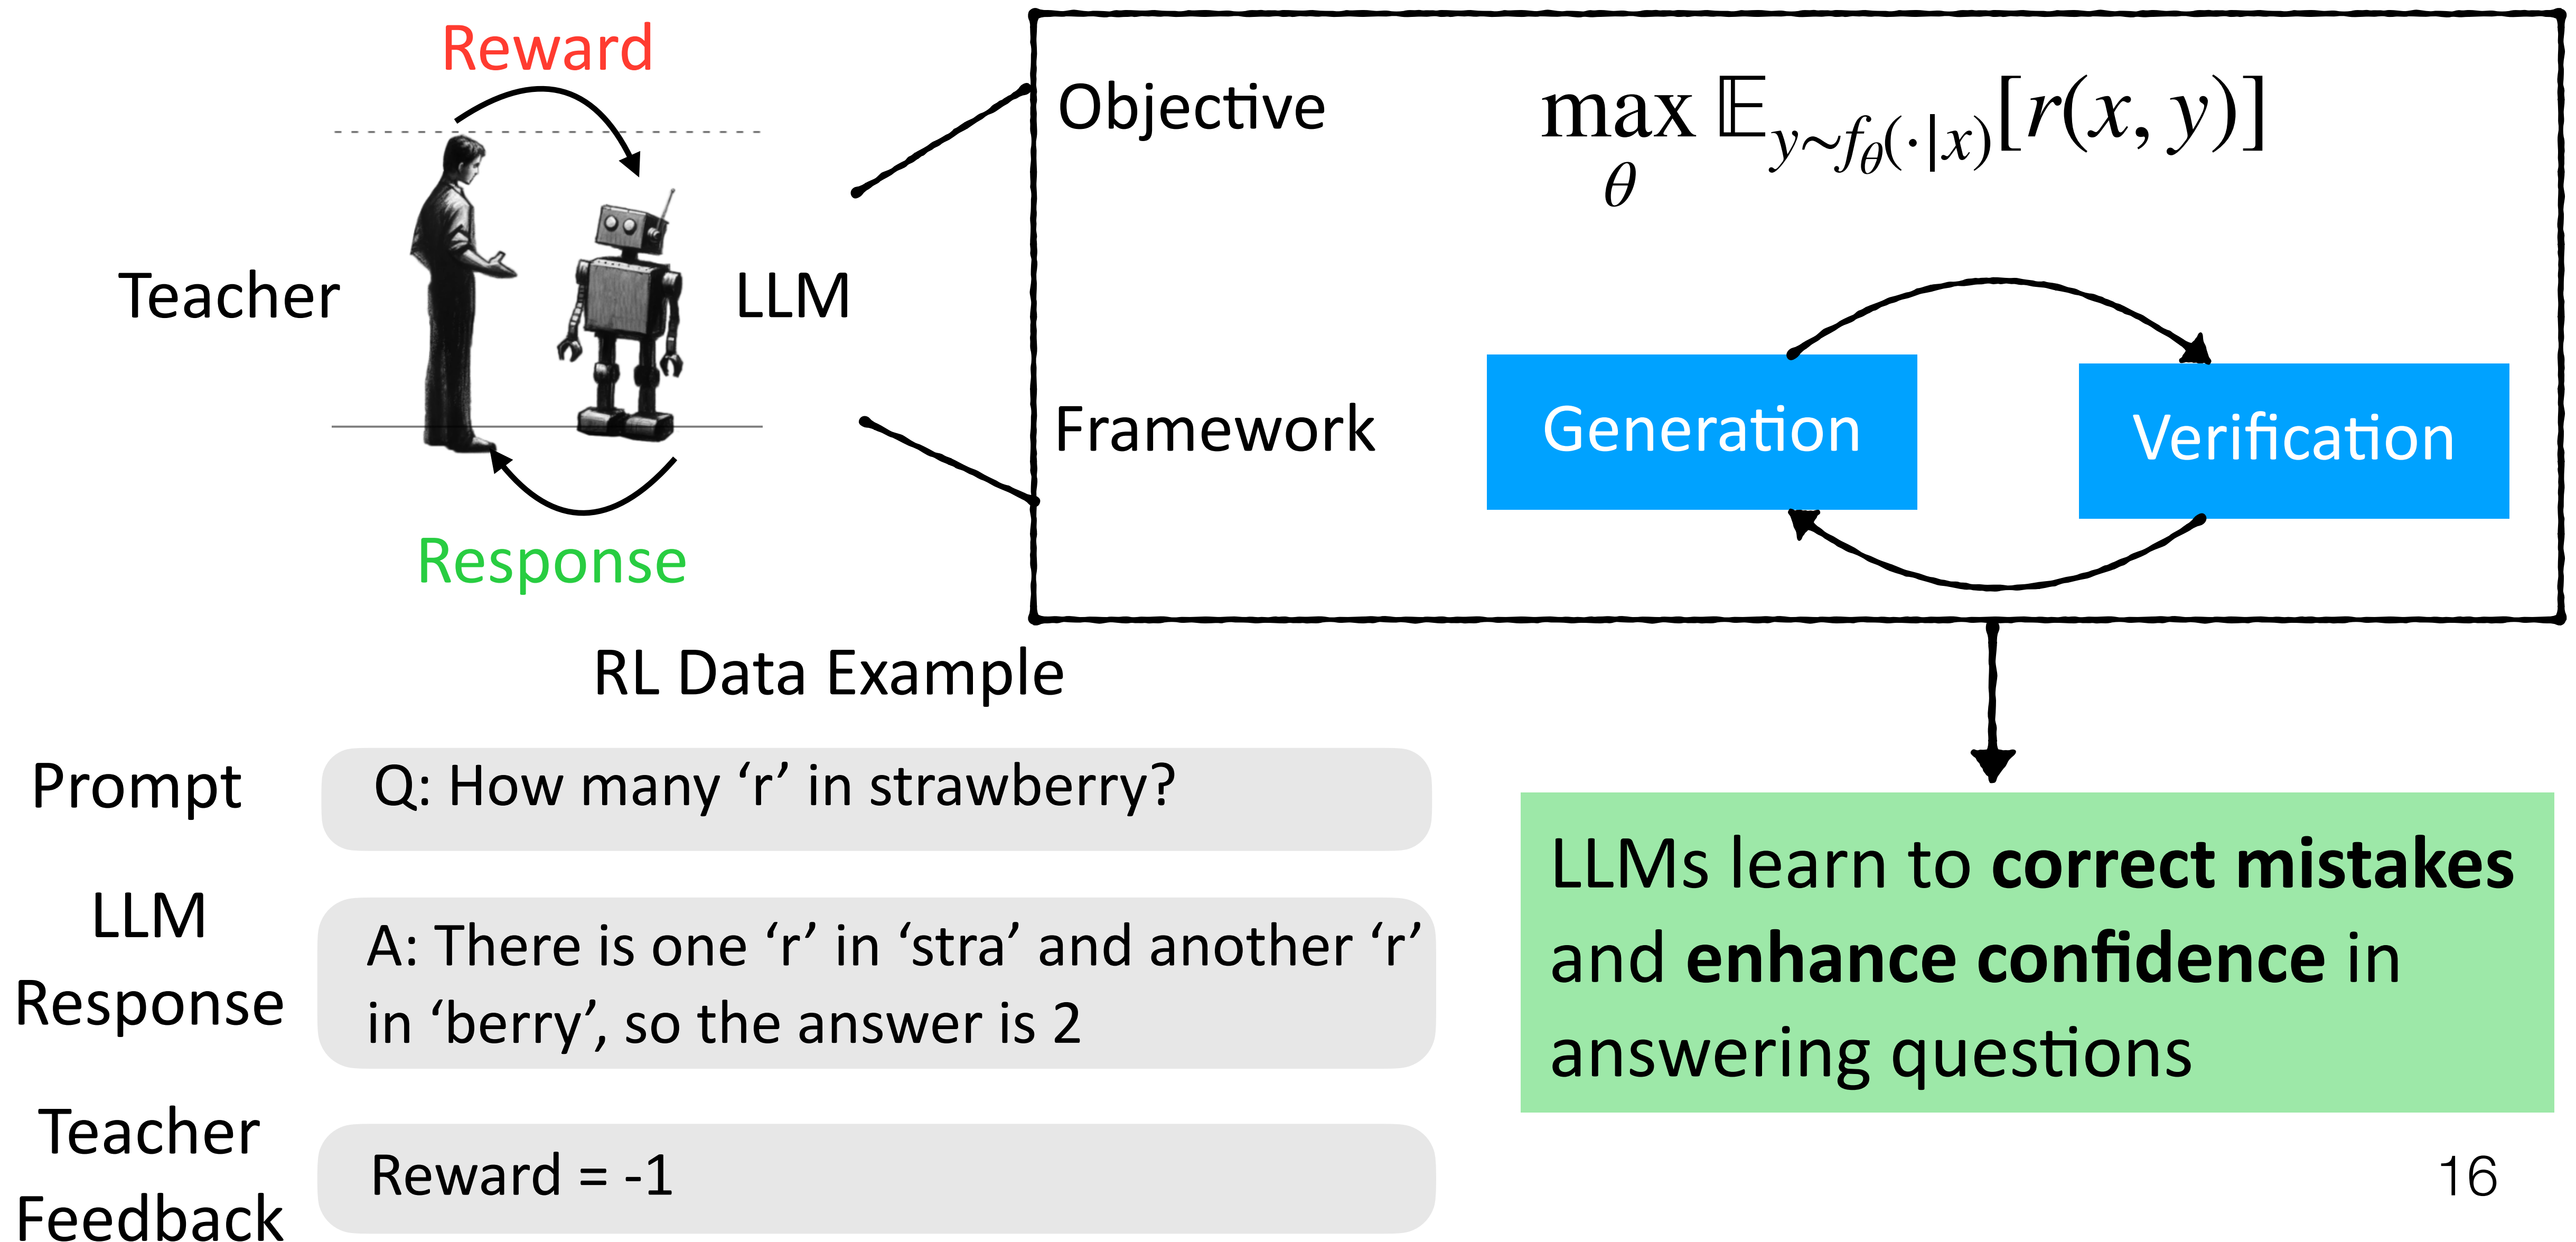 Reward
Teacher
LLM
Response
Objective
max_θ 𝔼_{y∼f_θ(·|x)}[r(x, y)]
Framework
Generation
Verification
RL Data Example
Prompt
Q: How many ‘r’ in strawberry?
LLM
Response
A: There is one ‘r’ in ‘stra’ and another ‘r’
in ‘berry’, so the answer is 2
Teacher
Feedback
Reward = -1
LLMs learn to correct mistakes
and enhance confidence in
answering questions
16